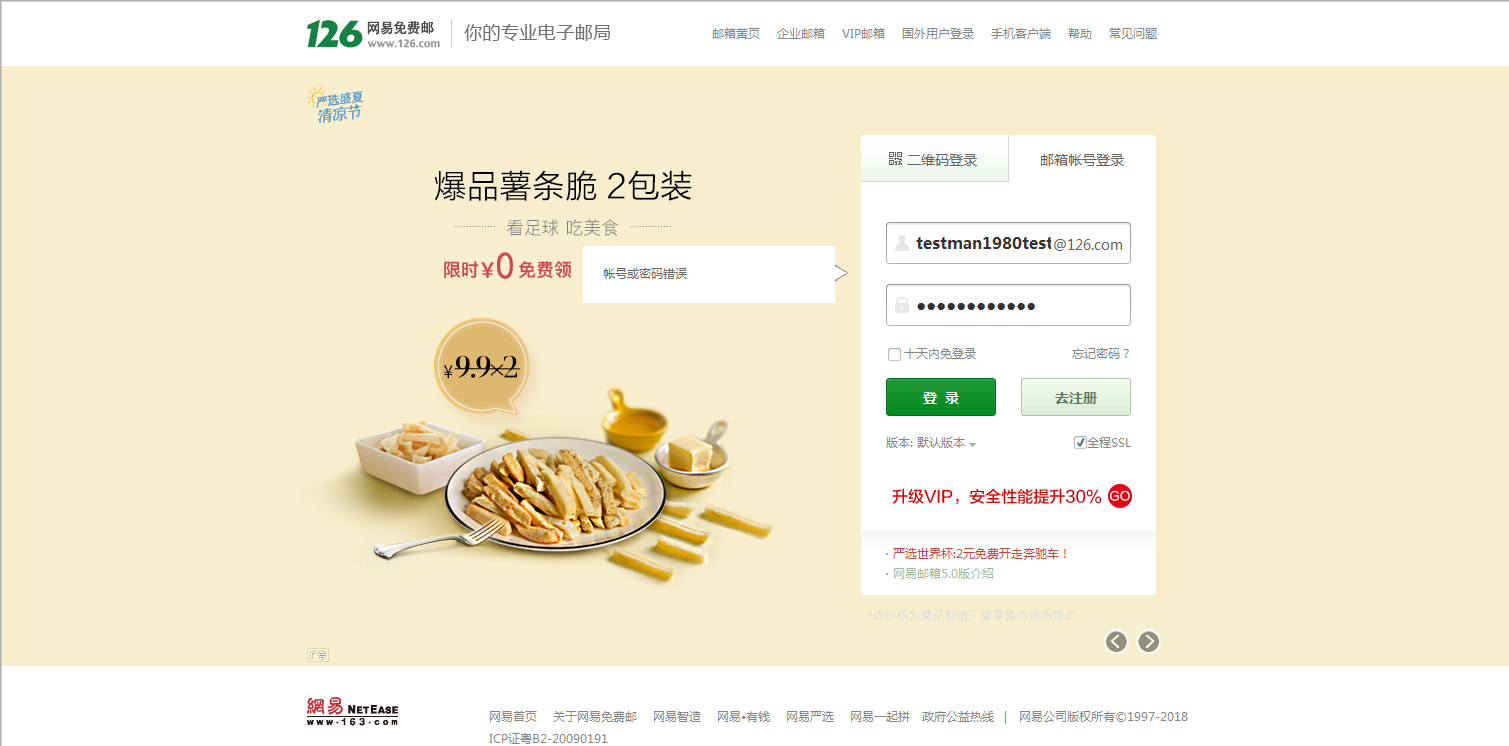 126 网易免费邮 www.126.com 你的专业电子邮局
邮箱首页 企业邮箱 VIP邮箱 国外用户登录 手机客户端 帮助 常见问题
严选盛夏
清凉节
二维码登录 邮箱帐号登录
爆品薯条脆 2包装
看足球 吃美食
限时¥0免费领
帐号或密码错误
testman1980test@126.com
●●●●●●●●●●●●
十天内免登录 忘记密码？
¥9.9×2
登 录 去注册
版本: 默认版本 全程SSL
升级VIP，安全性能提升30% GO
· 严选世界杯:2元免费开走奔驰车！
· 网易邮箱5.0版介绍
*该价格为商品制造厂商零售市场指导价
广告
網易 NETEASE
www.163.com
网易首页 关于网易免费邮 网易智造 网易•有钱 网易严选 网易一起拼 政府公益热线 | 网易公司版权所有©1997-2018
ICP证粤B2-20090191